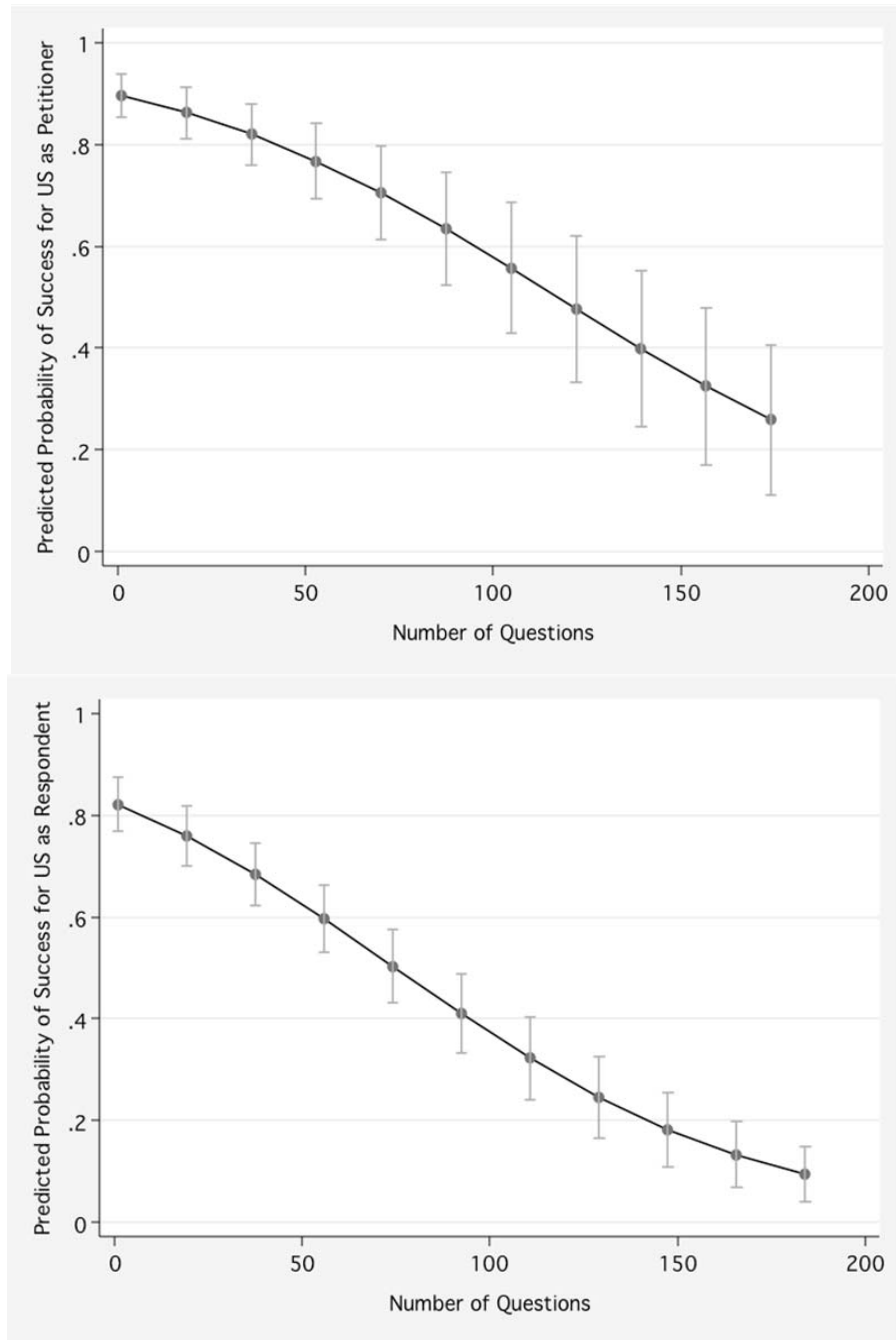 Predicted Probability of Success for US as Petitioner
1
.8
.6
.4
.2
0
0 50 100 150 200
Number of Questions
Predicted Probability of Success for US as Respondent
1
.8
.6
.4
.2
0
0 50 100 150 200
Number of Questions